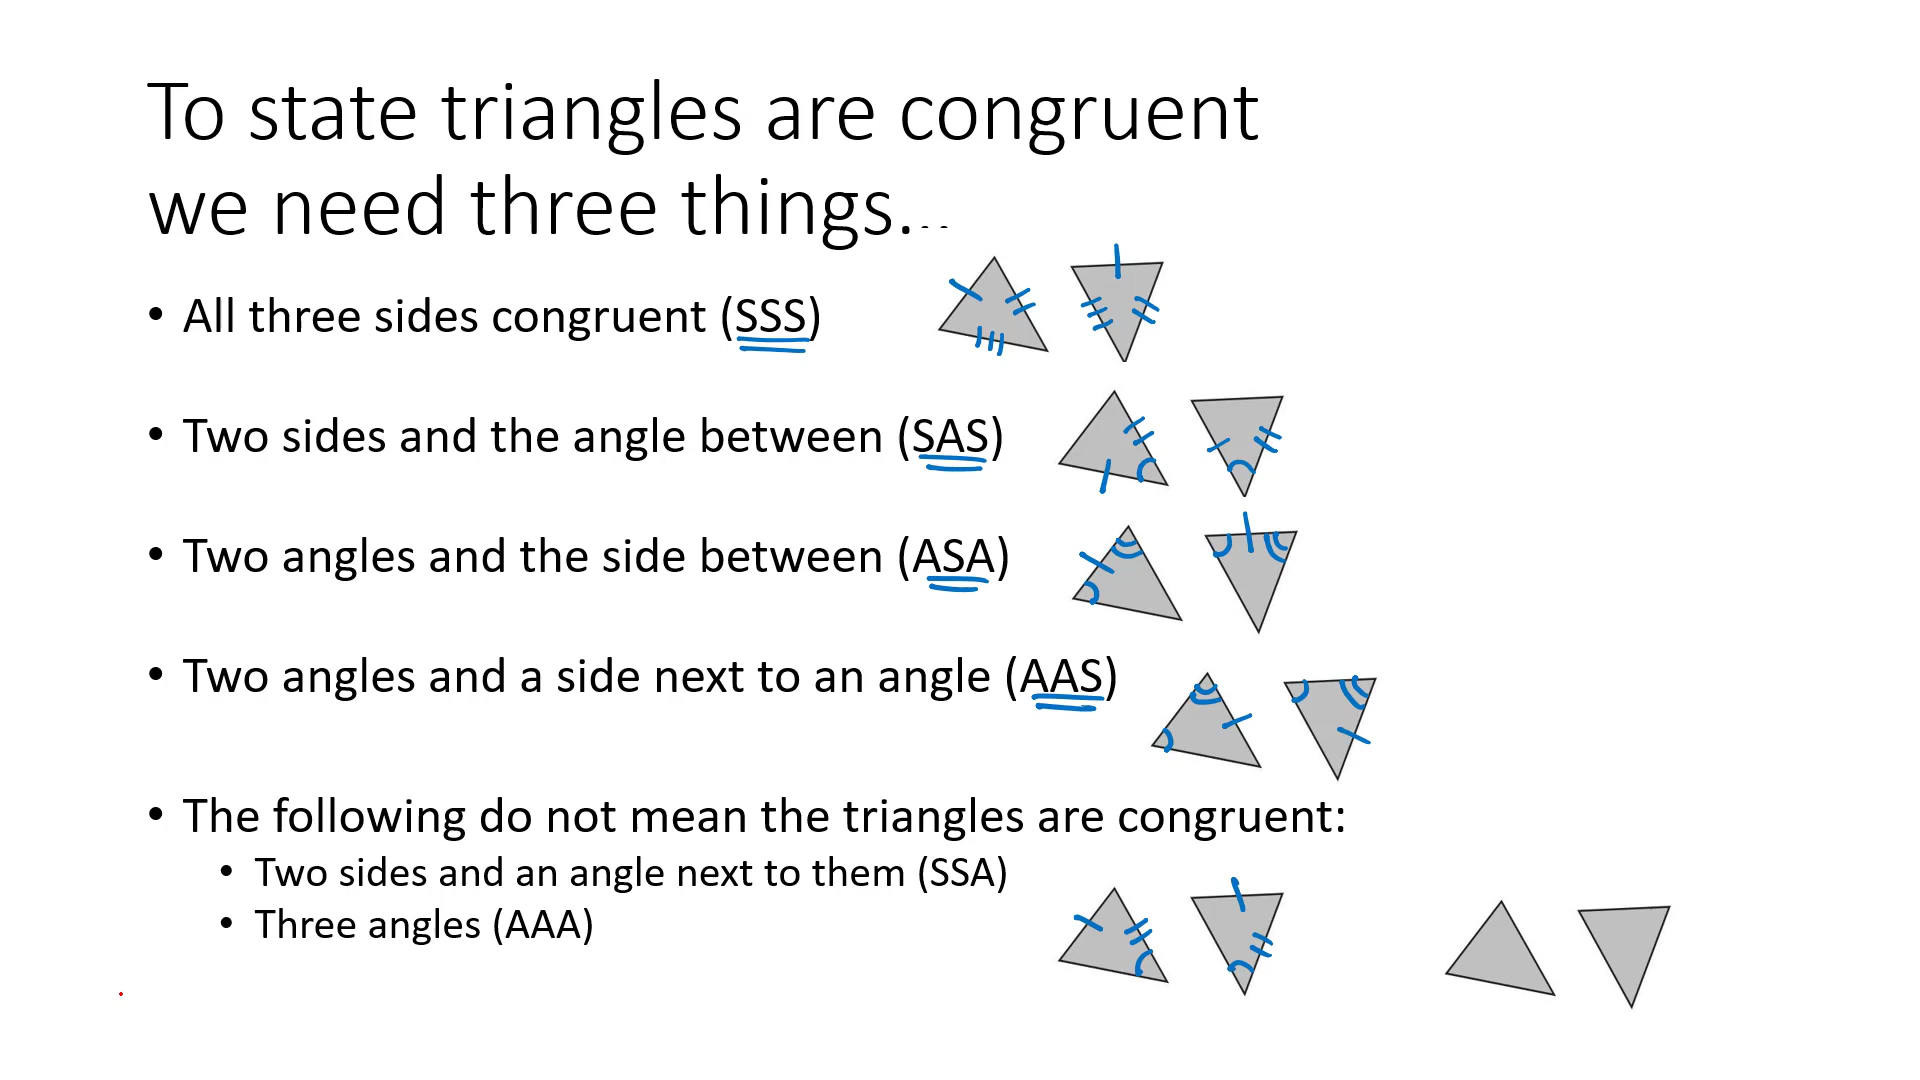 To state triangles are congruent
we need three things...
• All three sides congruent (SSS)
• Two sides and the angle between (SAS)
• Two angles and the side between (ASA)
• Two angles and a side next to an angle (AAS)
• The following do not mean the triangles are congruent:
• Two sides and an angle next to them (SSA)
• Three angles (AAA)